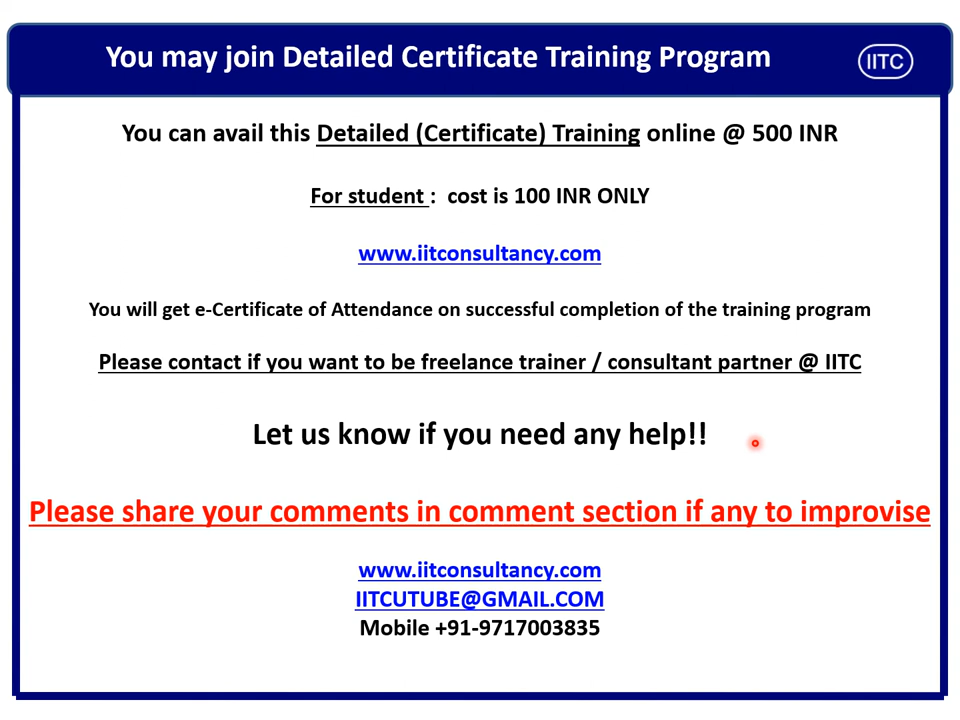 You may join Detailed Certificate Training Program
IITC
You can avail this Detailed (Certificate) Training online @ 500 INR
For student : cost is 100 INR ONLY
www.iitconsultancy.com
You will get e-Certificate of Attendance on successful completion of the training program
Please contact if you want to be freelance trainer / consultant partner @ IITC
Let us know if you need any help!!
Please share your comments in comment section if any to improvise
www.iitconsultancy.com
IITCUTUBE@GMAIL.COM
Mobile +91-9717003835